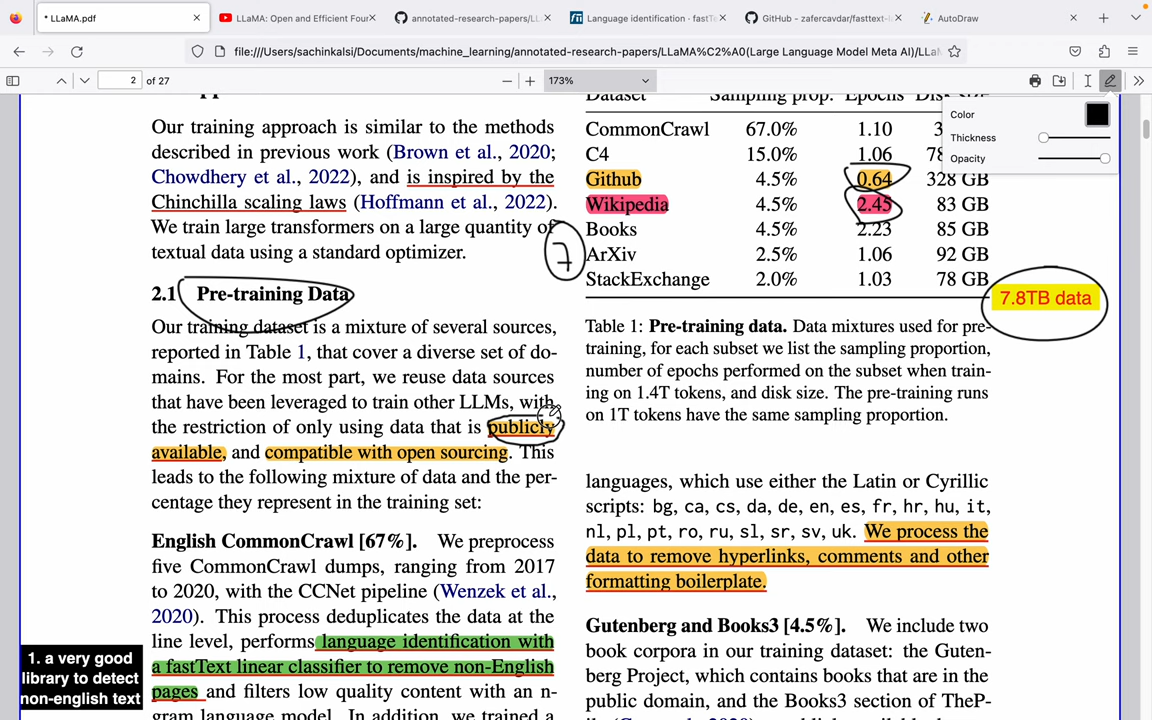 LLaMA.pdf
LLaMA: Open and Efficient Four
annotated-research-papers/LL
Language identification · fastTe
GitHub - zafercavdar/fasttext-l
AutoDraw
file:///Users/sachinkalsi/Documents/machine_learning/annotated-research-papers/LLaMA%C2%A0(Large Language Model Meta AI)/LLa
2 of 27
173%
Color
Thickness
Opacity
Our training approach is similar to the methods
described in previous work (Brown et al., 2020;
Chowdhery et al., 2022), and is inspired by the
Chinchilla scaling laws (Hoffmann et al., 2022).
We train large transformers on a large quantity of
textual data using a standard optimizer.
2.1 Pre-training Data
Our training dataset is a mixture of several sources,
reported in Table 1, that cover a diverse set of do-
mains. For the most part, we reuse data sources
that have been leveraged to train other LLMs, with
the restriction of only using data that is publicly
available, and compatible with open sourcing. This
leads to the following mixture of data and the per-
centage they represent in the training set:
English CommonCrawl [67%]. We preprocess
five CommonCrawl dumps, ranging from 2017
to 2020, with the CCNet pipeline (Wenzek et al.,
2020). This process deduplicates the data at the
line level, performs language identification with
a fastText linear classifier to remove non-English
pages and filters low quality content with an n-
gram language model. In addition, we trained a
1. a very good
library to detect
non-english text
7
Dataset Sampling prop. Epochs
CommonCrawl 67.0% 1.10 3
C4 15.0% 1.06 78
Github 4.5% 0.64 328 GB
Wikipedia 4.5% 2.45 83 GB
Books 4.5% 2.23 85 GB
ArXiv 2.5% 1.06 92 GB
StackExchange 2.0% 1.03 78 GB
7.8TB data
Table 1: Pre-training data. Data mixtures used for pre-
training, for each subset we list the sampling proportion,
number of epochs performed on the subset when train-
ing on 1.4T tokens, and disk size. The pre-training runs
on 1T tokens have the same sampling proportion.
languages, which use either the Latin or Cyrillic
scripts: bg, ca, cs, da, de, en, es, fr, hr, hu, it,
nl, pl, pt, ro, ru, sl, sr, sv, uk. We process the
data to remove hyperlinks, comments and other
formatting boilerplate.
Gutenberg and Books3 [4.5%]. We include two
book corpora in our training dataset: the Guten-
berg Project, which contains books that are in the
public domain, and the Books3 section of TheP-